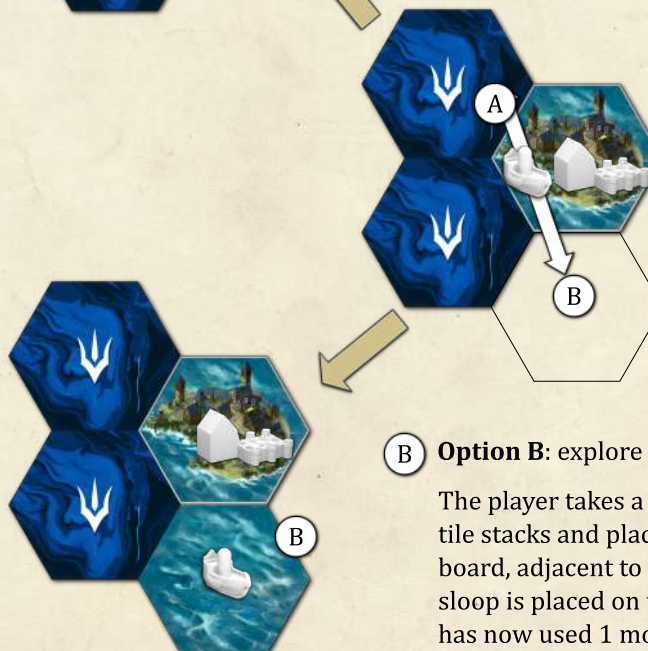 A
B
B
B Option B: explore
The player takes a
tile stacks and plac
board, adjacent to
sloop is placed on
has now used 1 mo